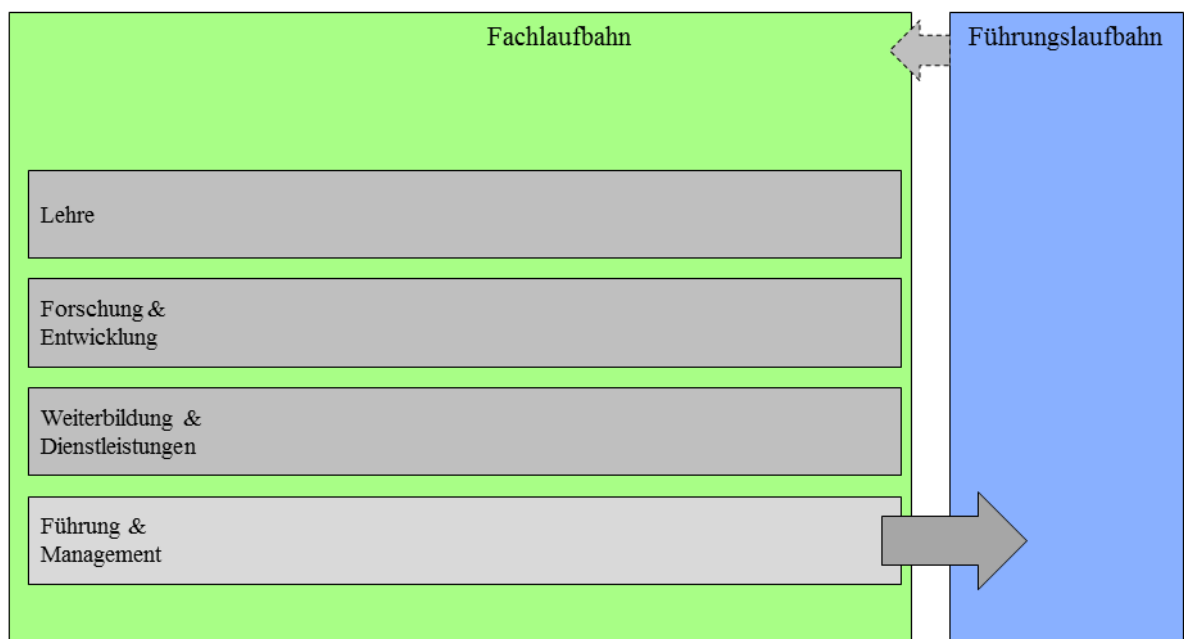 Fachlaufbahn
Führungslaufbahn
Lehre
Forschung &
Entwicklung
Weiterbildung &
Dienstleistungen
Führung &
Management